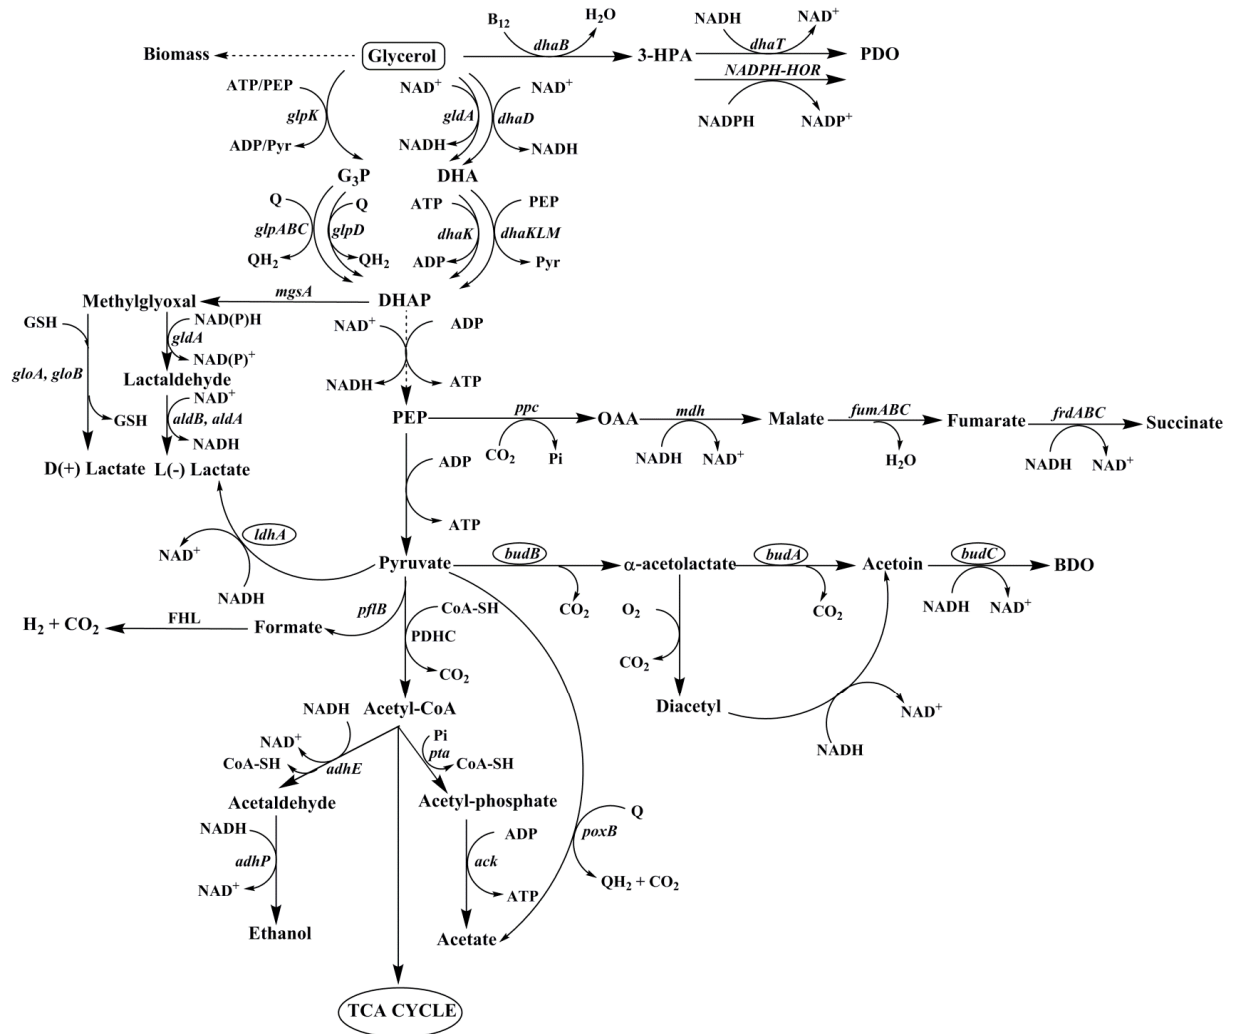 B₁₂
H₂O
NADH
NAD⁺
Biomass
Glycerol
dhaB
3-HPA
dhaT
PDO
NADPH-HOR
NADPH
NADP⁺
ATP/PEP
glpK
ADP/Pyr
NAD⁺
gldA
NADH
NAD⁺
dhaD
NADH
G₃P
DHA
Q
glpABC
QH₂
Q
glpD
QH₂
ATP
dhaK
ADP
PEP
dhaKLM
Pyr
Methylglyoxal
mgsA
DHAP
GSH
gloA, gloB
GSH
NAD(P)H
gldA
NAD(P)⁺
Lactaldehyde
NAD⁺
aldB, aldA
NADH
D(+) Lactate
L(-) Lactate
NAD⁺
NADH
ADP
ATP
PEP
ppc
CO₂
Pi
OAA
mdh
NADH
NAD⁺
Malate
fumABC
H₂O
Fumarate
frdABC
NADH
NAD⁺
Succinate
ADP
ATP
ldhA
NAD⁺
NADH
Pyruvate
budB
CO₂
α-acetolactate
budA
CO₂
Acetoin
budC
NADH
NAD⁺
BDO
H₂ + CO₂
FHL
Formate
pflB
CoA-SH
PDHC
CO₂
O₂
CO₂
Diacetyl
NADH
NAD⁺
Acetyl-CoA
NADH
NAD⁺
CoA-SH
adhE
Pi
pta
CoA-SH
Acetaldehyde
Acetyl-phosphate
NADH
adhP
NAD⁺
ADP
ack
ATP
Q
poxB
QH₂ + CO₂
Ethanol
Acetate
TCA CYCLE